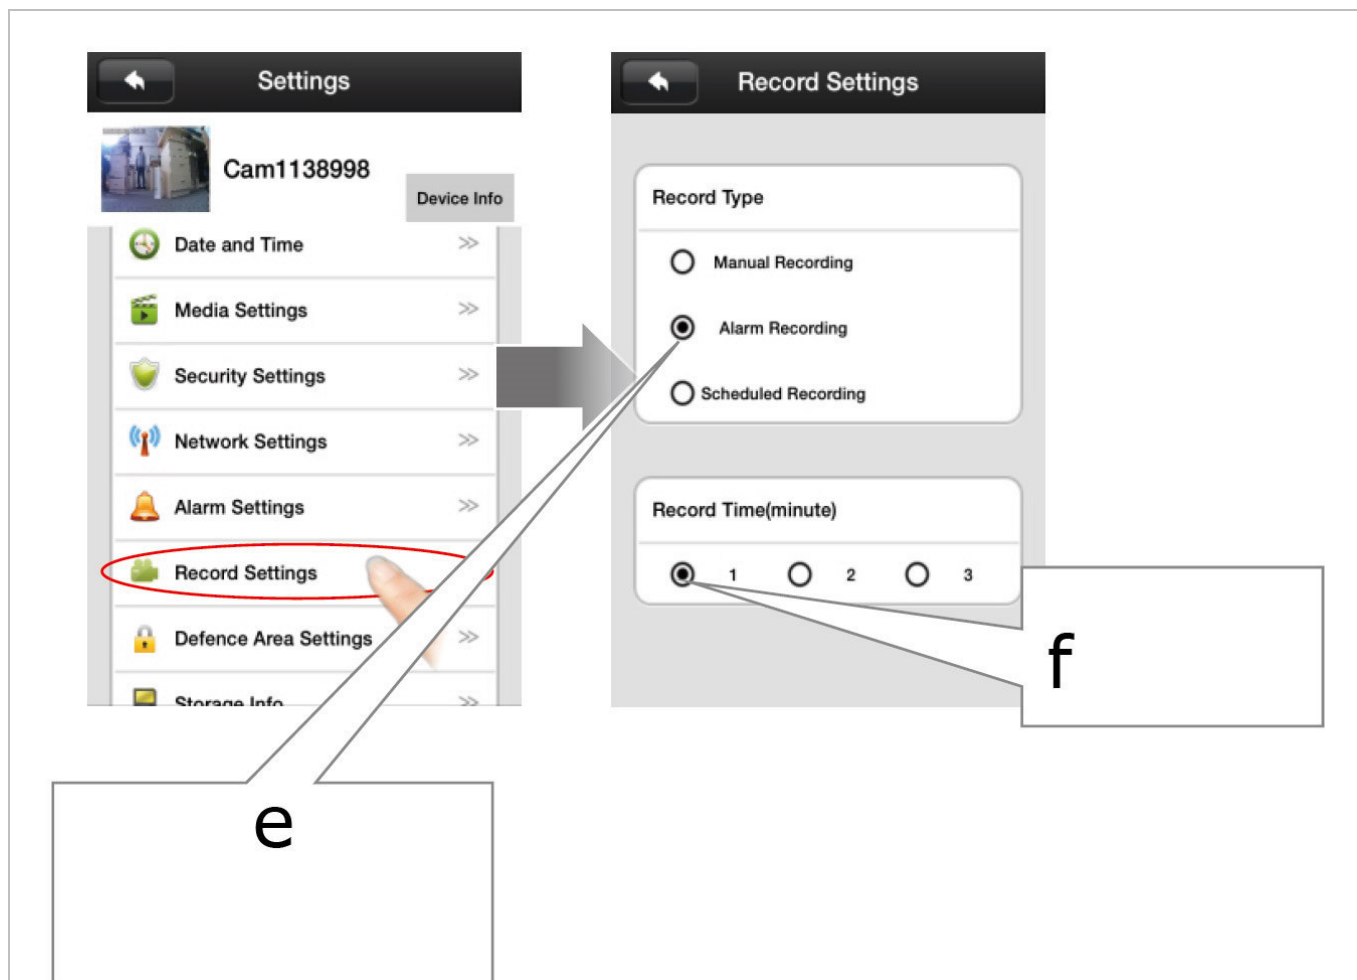 Settings
Cam1138998
Device Info
Date and Time
Media Settings
Security Settings
Network Settings
Alarm Settings
Record Settings
Defence Area Settings
Storage Info
Record Settings
Record Type
Manual Recording
Alarm Recording
Scheduled Recording
Record Time(minute)
1 2 3
f
e